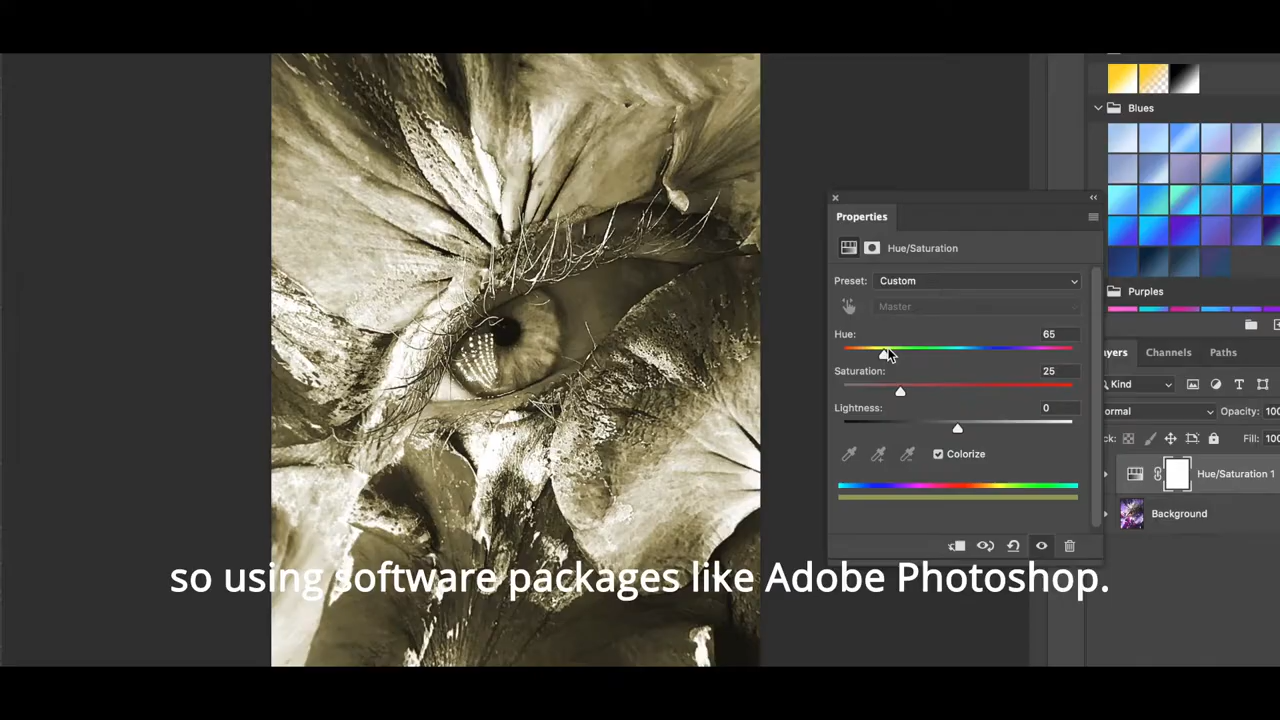 Blues
Properties
Hue/Saturation
Preset: Custom
Master
Hue: 65
Saturation: 25
Lightness: 0
Colorize
Purples
Channels Paths
Kind
Opacity: 100
Fill: 100
Hue/Saturation 1
Background
so using software packages like Adobe Photoshop.